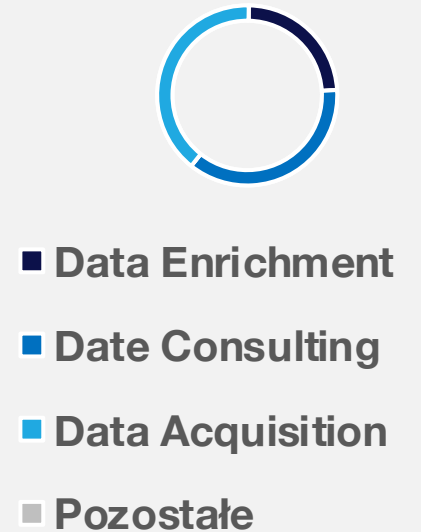 Data Enrichment
Date Consulting
Data Acquisition
Pozostałe